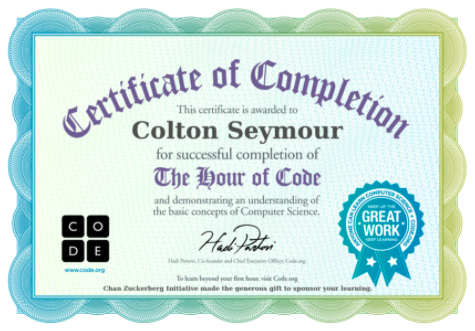 Certificate of Completion
This certificate is awarded to
Colton Seymour
for successful completion of
The Hour of Code
and demonstrating an understanding of
the basic concepts of Computer Science.
Hadi Partovi
Hadi Partovi, Co-founder and Chief Executive Officer, Code.org
C O
D E
www.code.org
ANYONE CAN LEARN COMPUTER SCIENCE
KEEP UP THE
GREAT
WORK
KEEP LEARNING
To learn beyond your first hour, visit Code.org
Chan Zuckerberg Initiative made the generous gift to sponsor your learning.